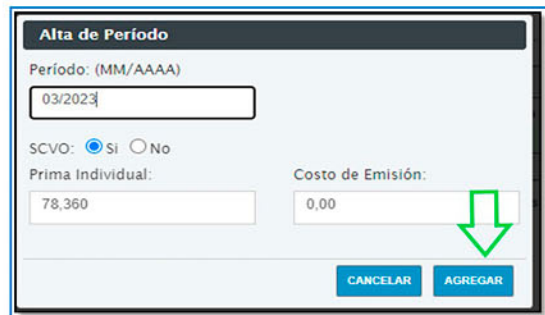 Alta de Período
Período: (MM/AAAA)
03/2023
SCVO: Si No
Prima Individual: Costo de Emisión:
78,360 0,00
CANCELAR AGREGAR